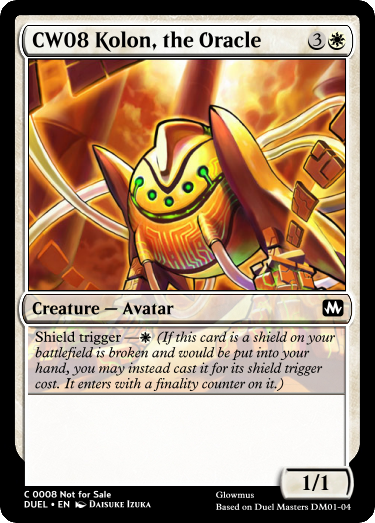 CW08 Kolon, the Oracle 3
Creature — Avatar
Shield trigger — (If this card is a shield on your
battlefield is broken and would be put into your
hand, you may instead cast it for its shield trigger
cost. It enters with a finality counter on it.)
1/1
C 0008 Not for Sale
DUEL • EN Daisuke Izuka
Glowmus
Based on Duel Masters DM01-04